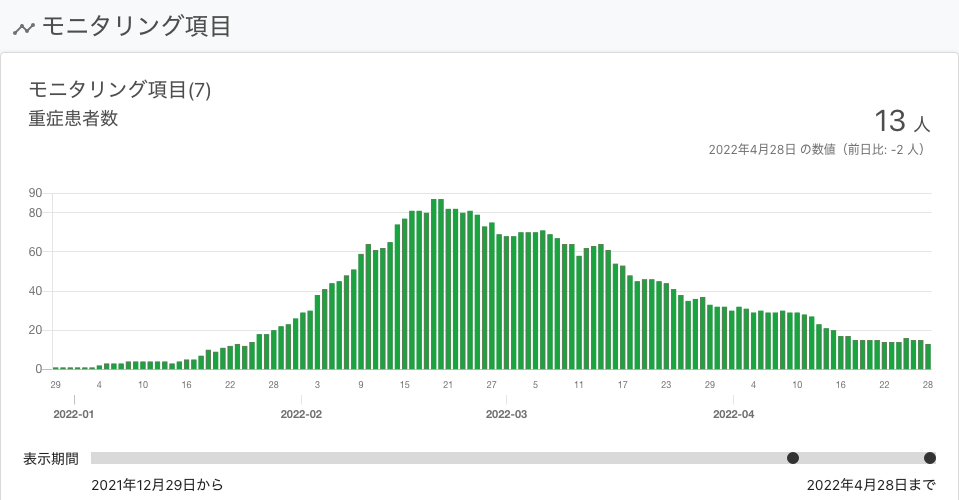 モニタリング項目
モニタリング項目(7)
重症患者数
13 人
2022年4月28日 の数値（前日比: -2 人）
90
80
60
40
20
0
29 4 10 16 22 28 3 9 15 21 27 5 11 17 23 29 4 10 16 22 28
2022-01 2022-02 2022-03 2022-04
表示期間
2021年12月29日から 2022年4月28日まで